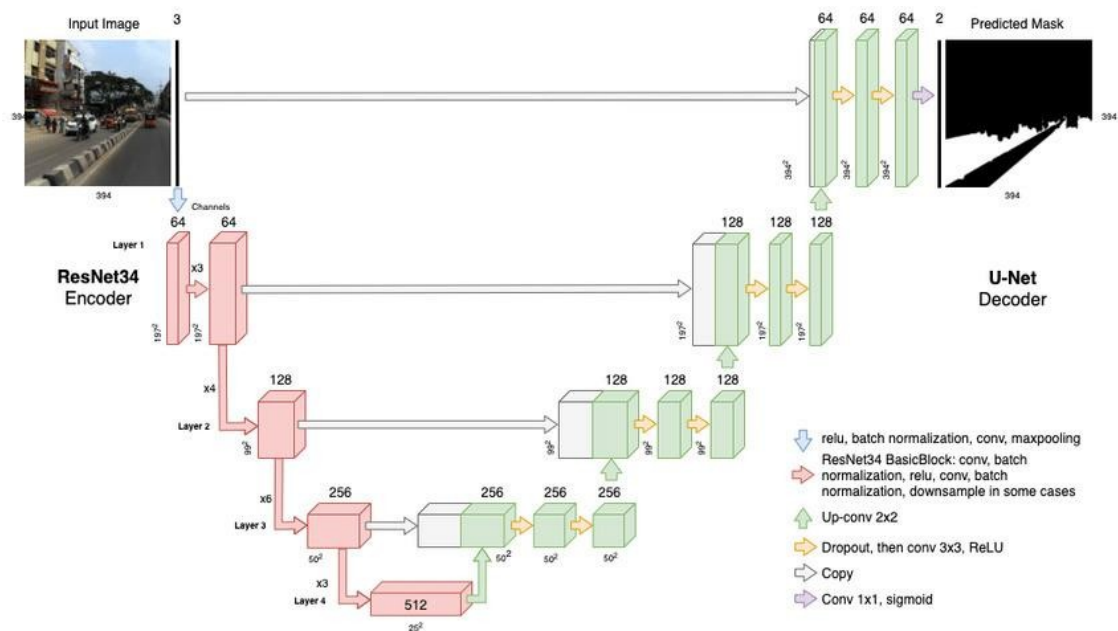 Input Image
3
394
394
Channels
64
64
Layer 1
x3
ResNet34
Encoder
197²
197²
x4
128
Layer 2
99²
x6
256
Layer 3
50²
x3
Layer 4
512
25²
256
256
256
50²
50²
50²
128
128
128
99²
99²
99²
128
128
128
197²
197²
197²
64
64
64
394²
394²
394²
2
Predicted Mask
394
394
U-Net
Decoder
relu, batch normalization, conv, maxpooling
ResNet34 BasicBlock: conv, batch
normalization, relu, conv, batch
normalization, downsample in some cases
Up-conv 2x2
Dropout, then conv 3x3, ReLU
Copy
Conv 1x1, sigmoid